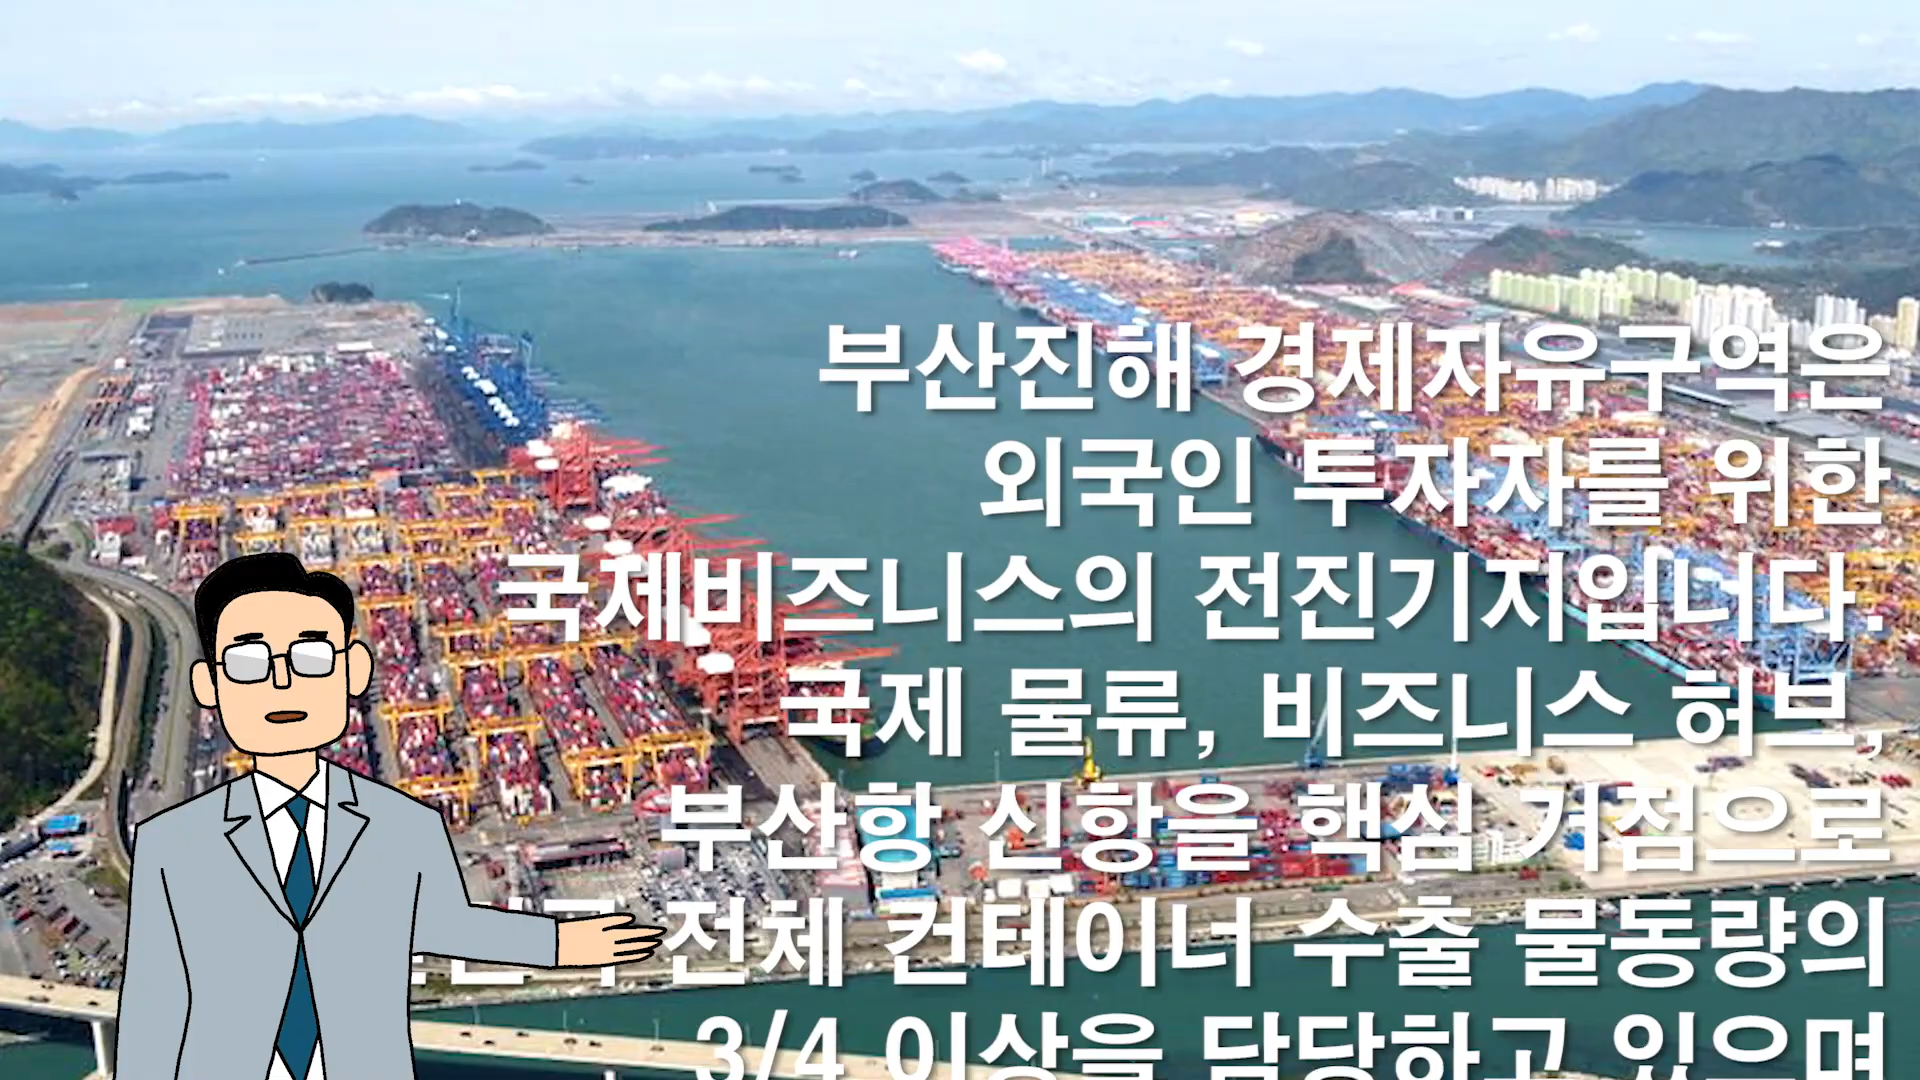 부산진해 경제자유구역은
외국인 투자자를 위한
국제비즈니스의 전진기지입니다.
국제 물류, 비즈니스 허브,
부산항 신항을 핵심 거점으로
전체 컨테이너 수출 물동량의
3/4 이상을 담당하고 있으며